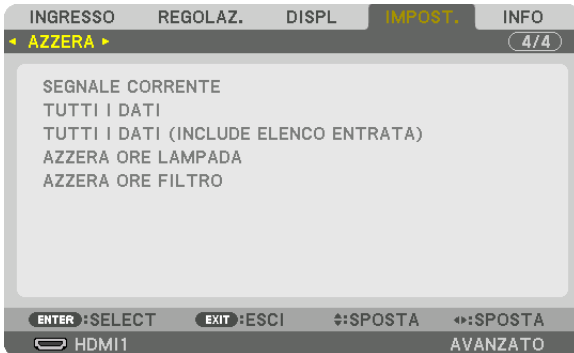 INGRESSO REGOLAZ. DISPL IMPOST. INFO
AZZERA 4/4
SEGNALE CORRENTE
TUTTI I DATI
TUTTI I DATI (INCLUDE ELENCO ENTRATA)
AZZERA ORE LAMPADA
AZZERA ORE FILTRO
ENTER :SELECT EXIT :ESCI :SPOSTA :SPOSTA
HDMI1 AVANZATO